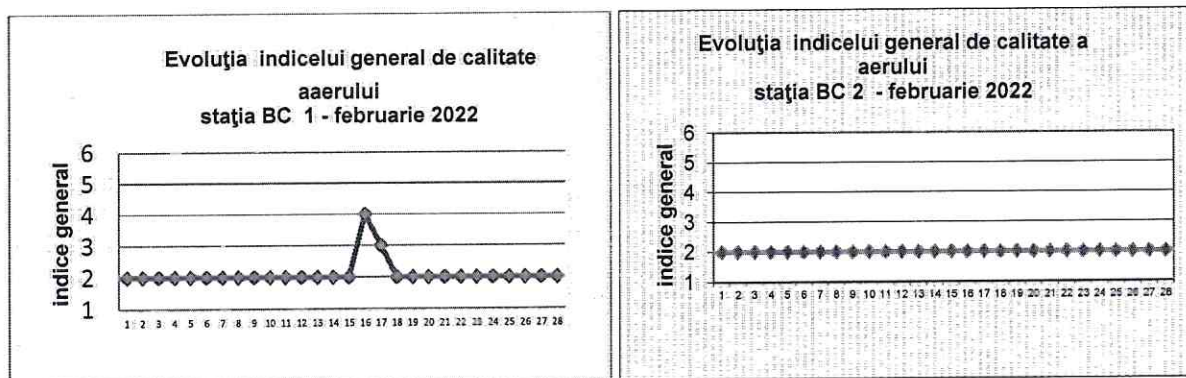 Evoluţia indicelui general de calitate
aaerului
staţia BC 1 - februarie 2022
indice general
6
5
4
3
2
1
1 2 3 4 5 6 7 8 9 10 11 12 13 14 15 16 17 18 19 20 21 22 23 24 25 26 27 28
Evoluţia indicelui general de calitate a
aerului
staţia BC 2 - februarie 2022
indice general
6
5
4
3
2
1
1 2 3 4 5 6 7 8 9 10 11 12 13 14 15 16 17 18 19 20 21 22 23 24 25 26 27 28